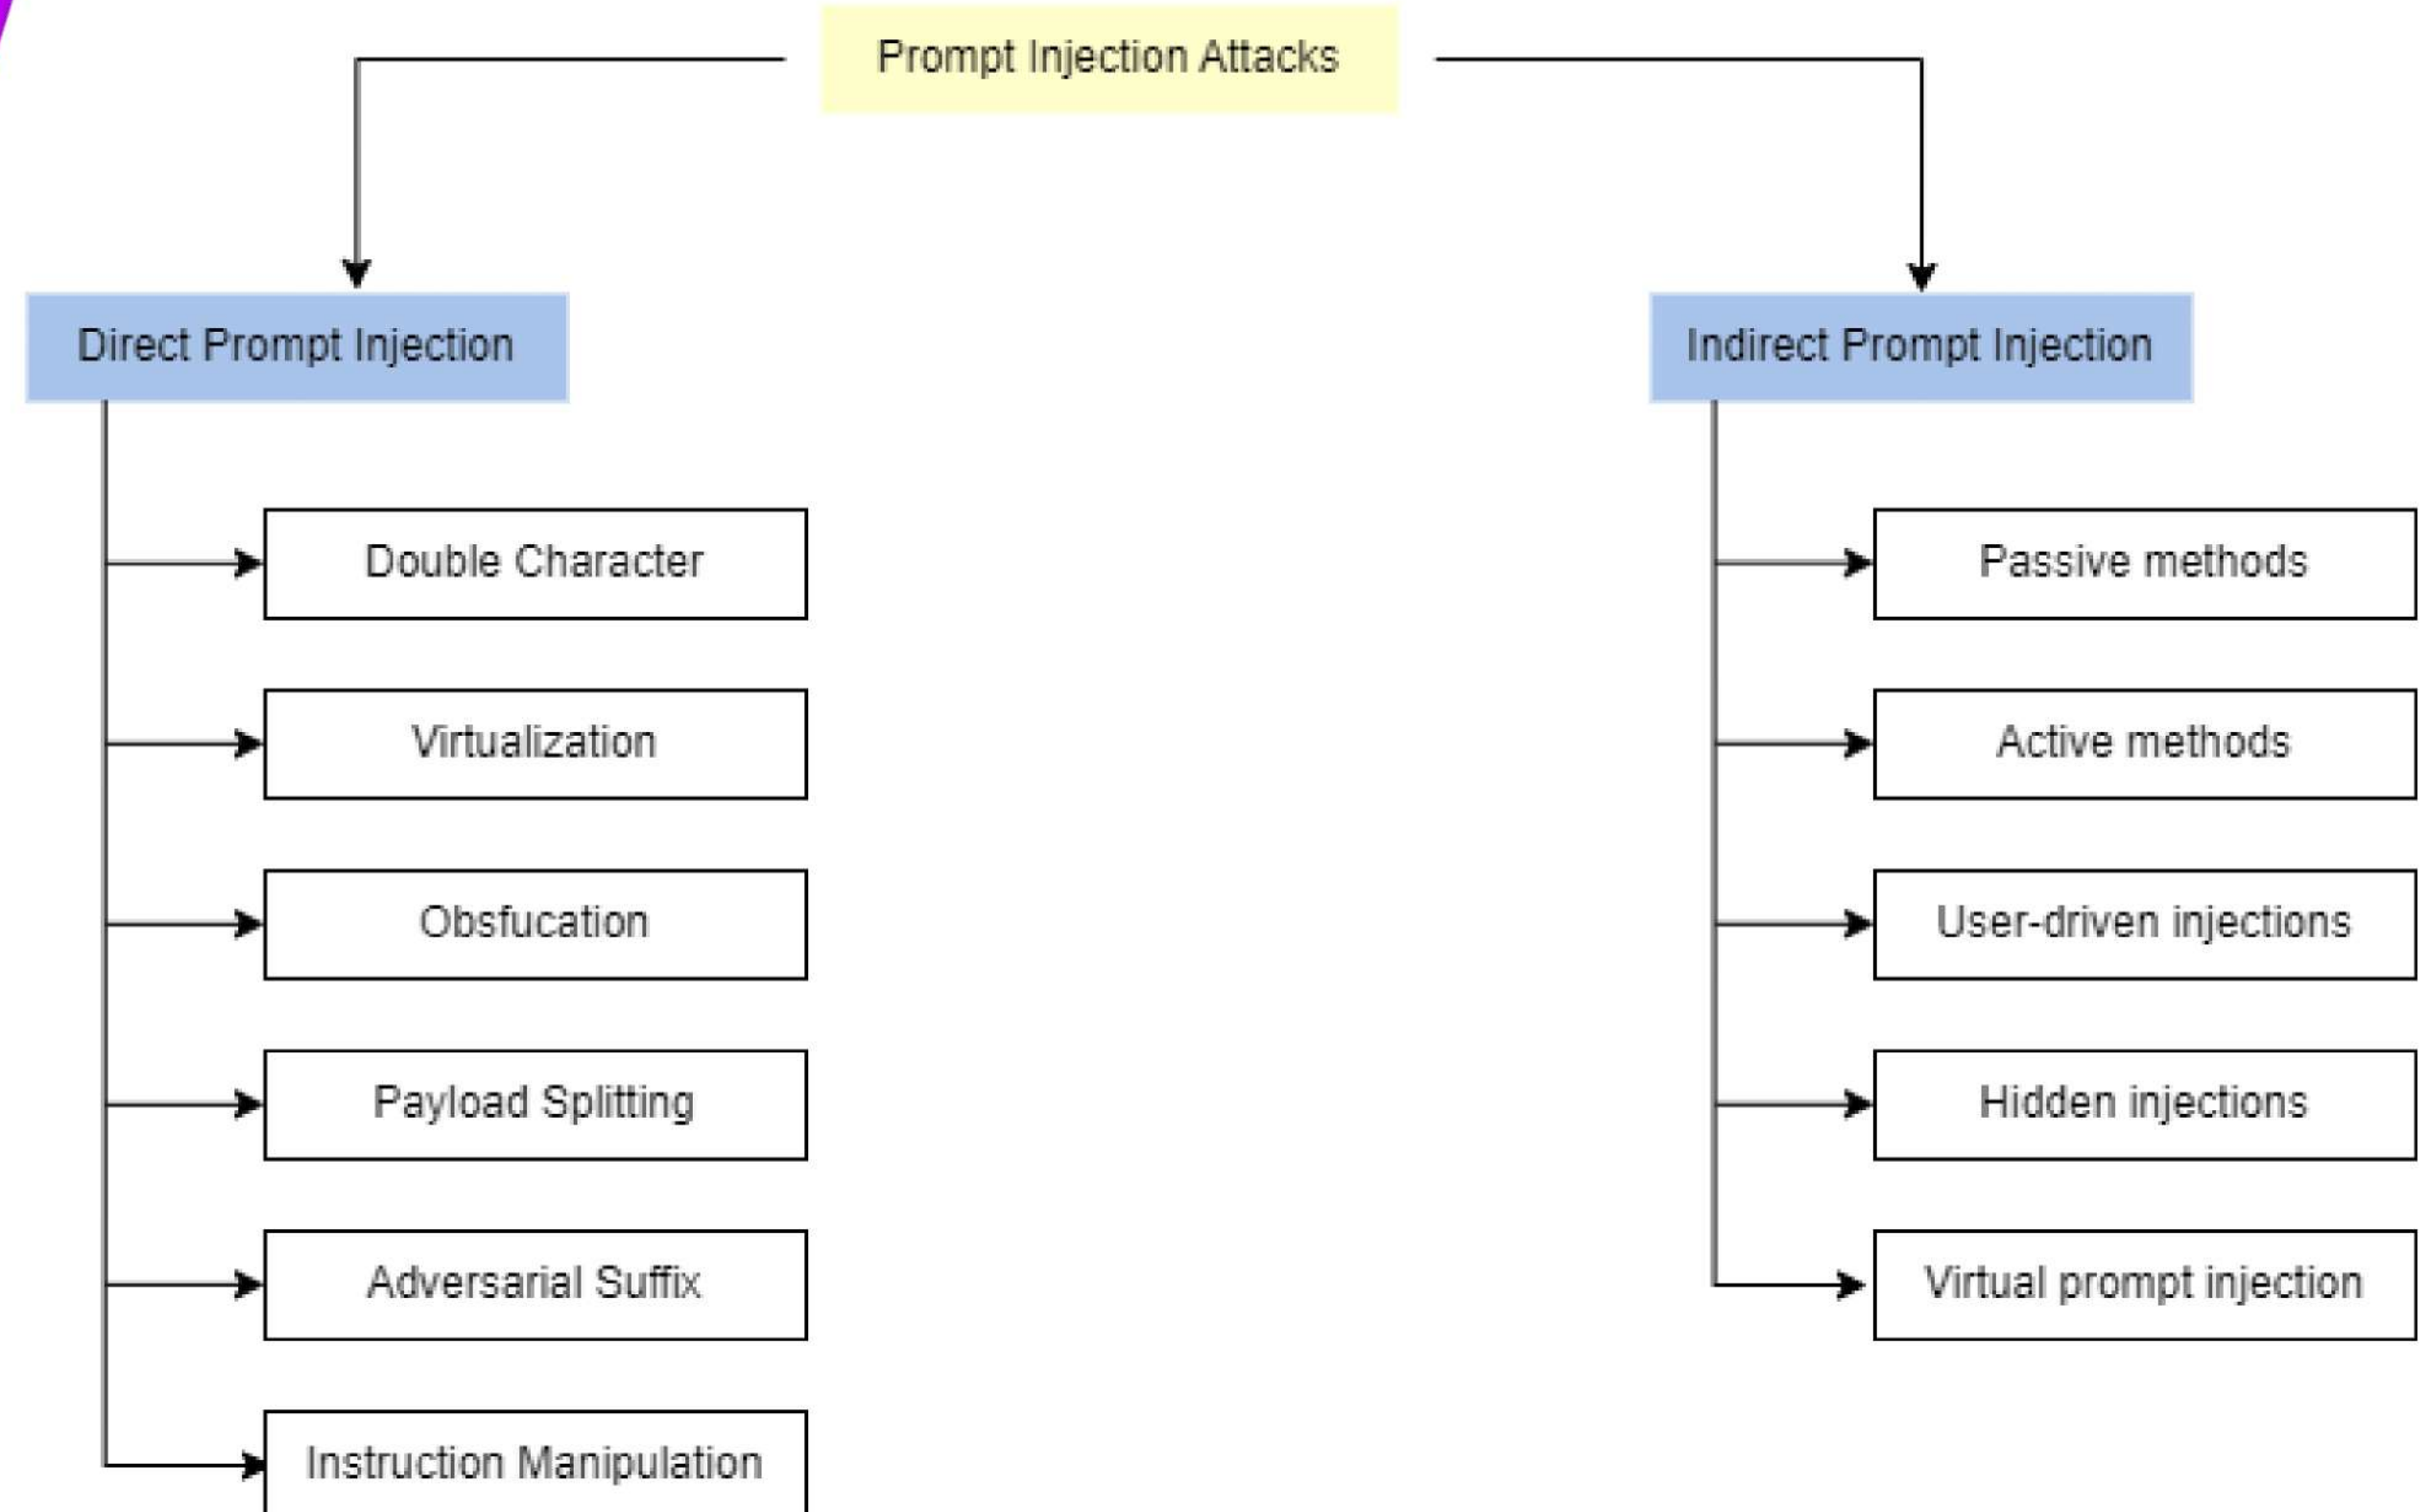 Prompt Injection Attacks
Direct Prompt Injection
Double Character
Virtualization
Obsfucation
Payload Splitting
Adversarial Suffix
Instruction Manipulation
Indirect Prompt Injection
Passive methods
Active methods
User-driven injections
Hidden injections
Virtual prompt injection